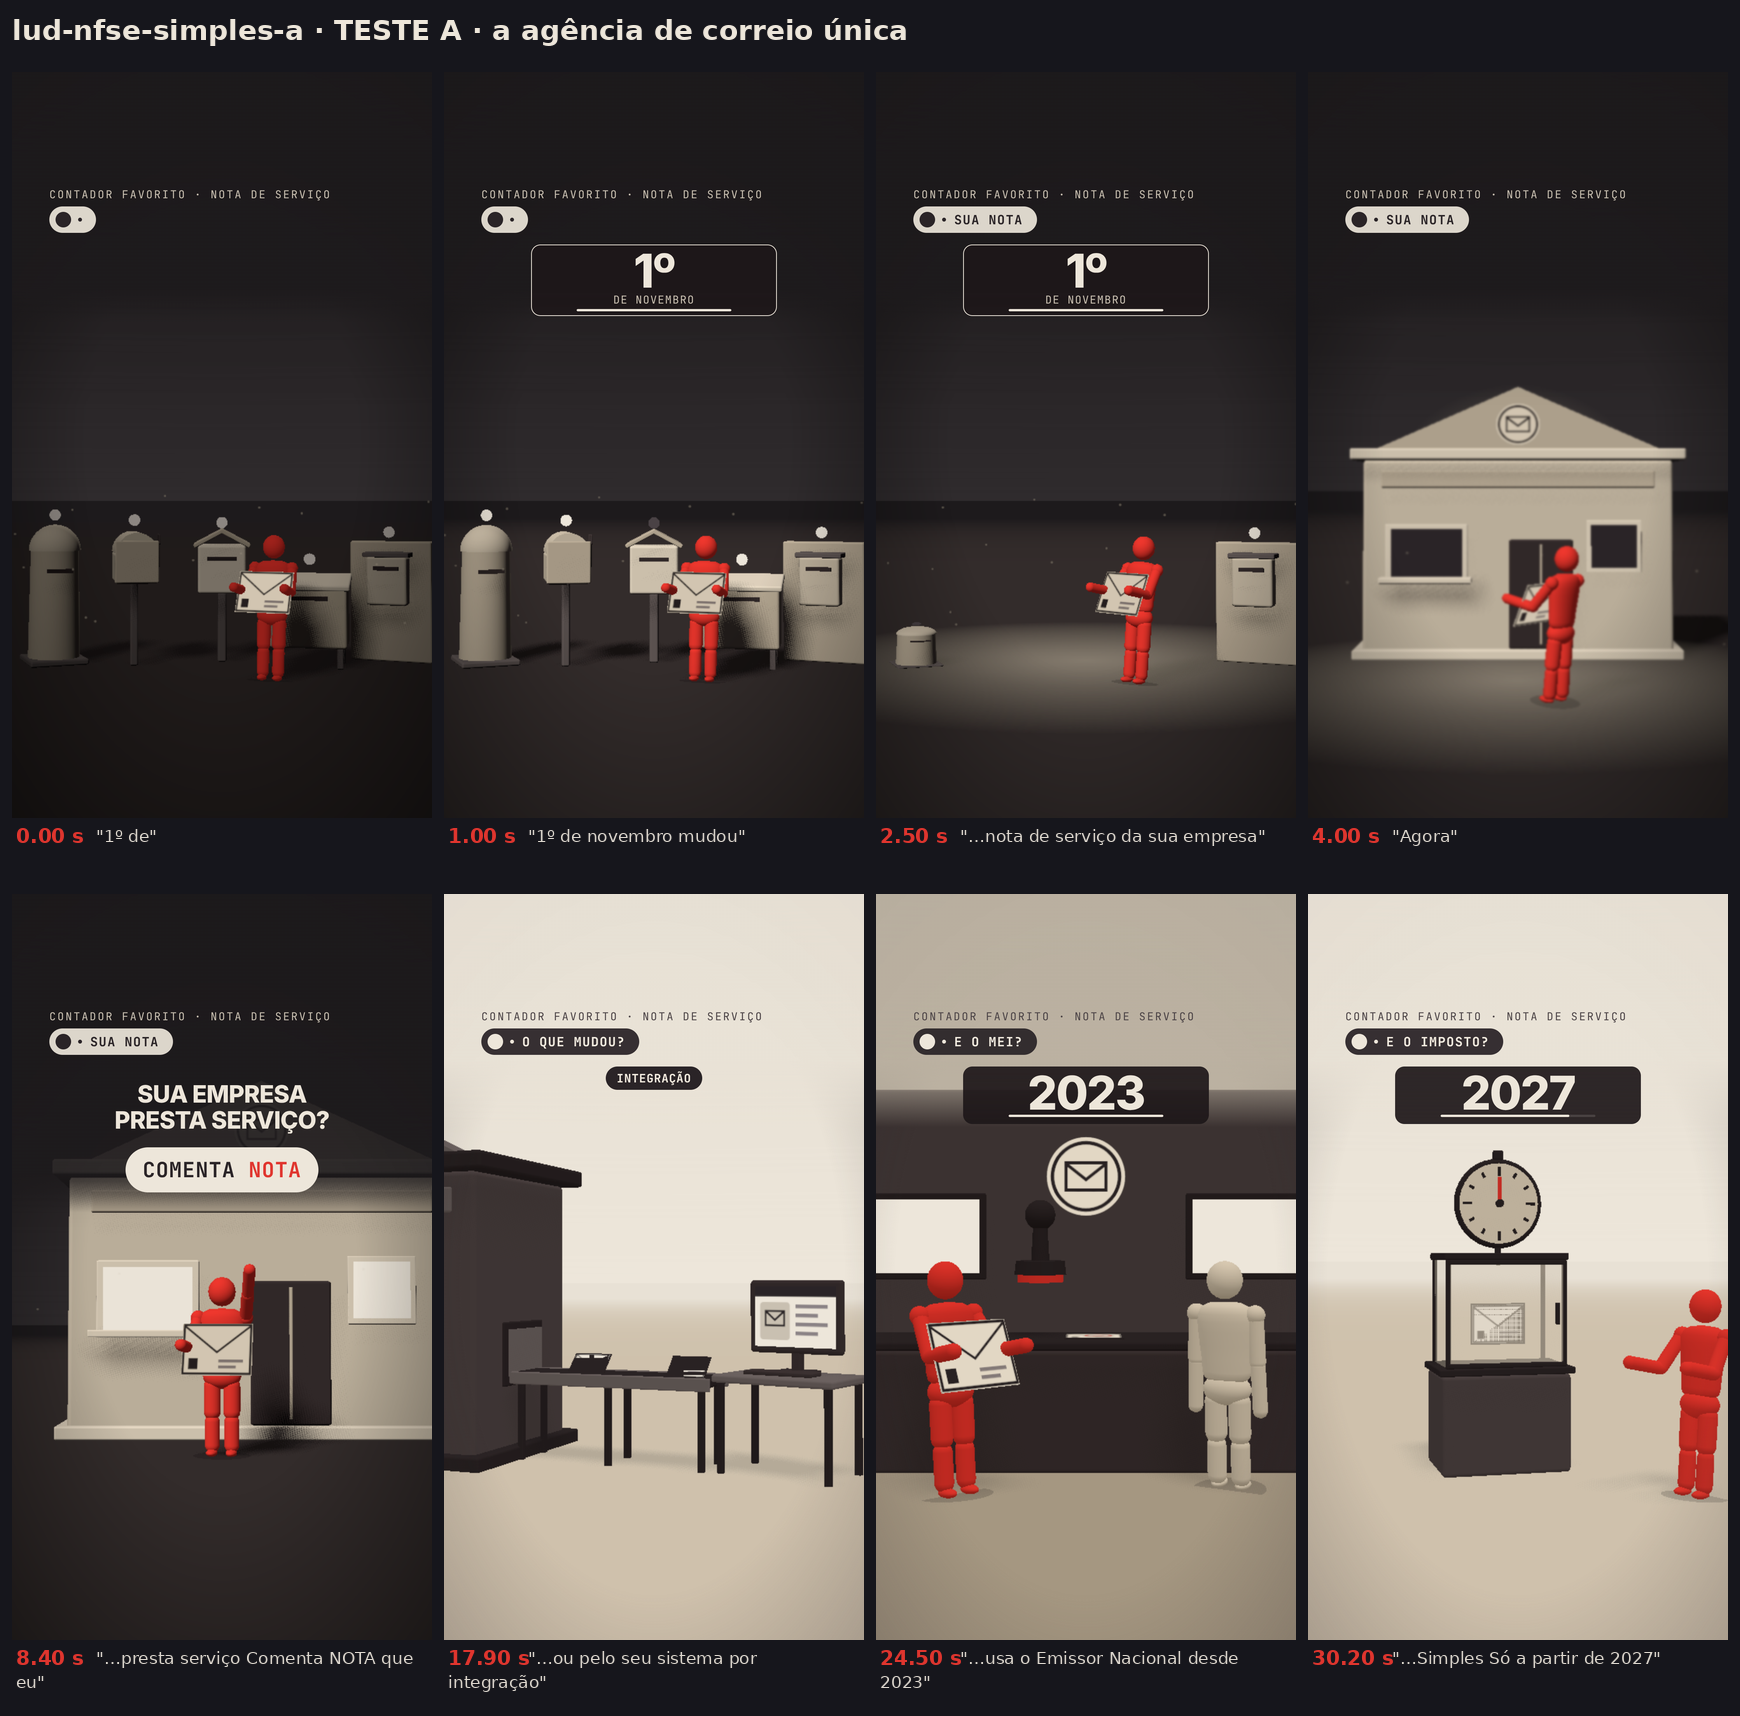 lud-nfse-simples-a · TESTE A · a agência de correio única
CONTADOR FAVORITO · NOTA DE SERVIÇO
CONTADOR FAVORITO · NOTA DE SERVIÇO
1º
DE NOVEMBRO
CONTADOR FAVORITO · NOTA DE SERVIÇO
• SUA NOTA
1º
DE NOVEMBRO
CONTADOR FAVORITO · NOTA DE SERVIÇO
• SUA NOTA
0.00 s "1º de"
1.00 s "1º de novembro mudou"
2.50 s "...nota de serviço da sua empresa"
4.00 s "Agora"
CONTADOR FAVORITO · NOTA DE SERVIÇO
• SUA NOTA
SUA EMPRESA
PRESTA SERVIÇO?
COMENTA NOTA
CONTADOR FAVORITO · NOTA DE SERVIÇO
• O QUE MUDOU?
INTEGRAÇÃO
CONTADOR FAVORITO · NOTA DE SERVIÇO
• E O MEI?
2023
CONTADOR FAVORITO · NOTA DE SERVIÇO
• E O IMPOSTO?
2027
8.40 s "...presta serviço Comenta NOTA que
eu"
17.90 s "...ou pelo seu sistema por
integração"
24.50 s "...usa o Emissor Nacional desde
2023"
30.20 s "...Simples Só a partir de 2027"